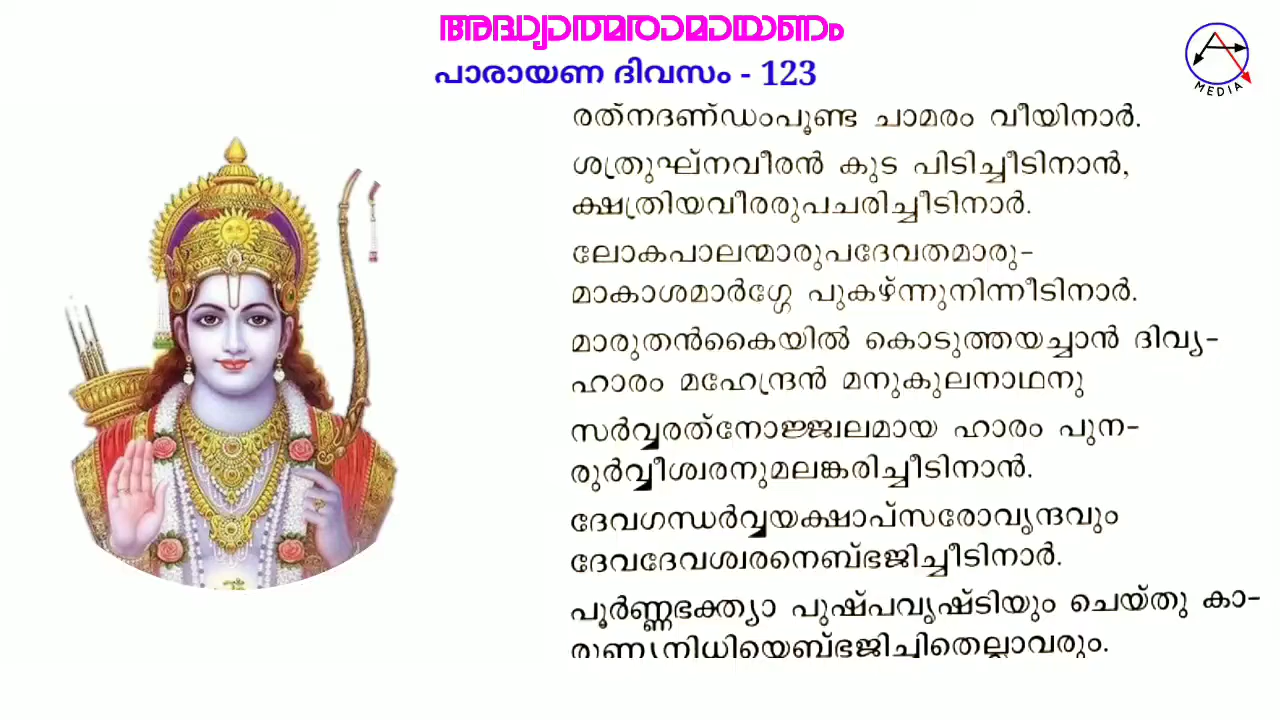 അദ്ധ്യാത്മരാമായണം
പാരായണ ദിവസം - 123
MEDIA
രത്നദണ്ഡംപൂണ്ട ചാമരം വീയിനാർ.
ശത്രുഘ്നവീരൻ കുട പിടിച്ചീടിനാൻ,
ക്ഷത്രിയവീരരുപചരിച്ചീടിനാർ.
ലോകപാലന്മാരുപദേവതമാരു-
മാകാശമാർഗ്ഗേ പുകഴ്ന്നുനിന്നീടിനാർ.
മാരുതൻകൈയിൽ കൊടുത്തയച്ചാൻ ദിവ്യ-
ഹാരം മഹേന്ദ്രൻ മനുകുലനാഥനു
സർവ്വരത്നോജ്ജ്വലമായ ഹാരം പുന-
രുർവ്വീശ്വരനുമലങ്കരിച്ചീടിനാൻ.
ദേവഗന്ധർവ്വയക്ഷാപ്സരോവൃന്ദവും
ദേവദേവശ്വരനെബ്ഭജിച്ചീടിനാർ.
പൂർണ്ണഭക്ത്യാ പുഷ്പവൃഷ്ടിയും ചെയ്തു കാ-
രുണ്യനിധിയെബ്ഭജിച്ചിതെല്ലാവരും.